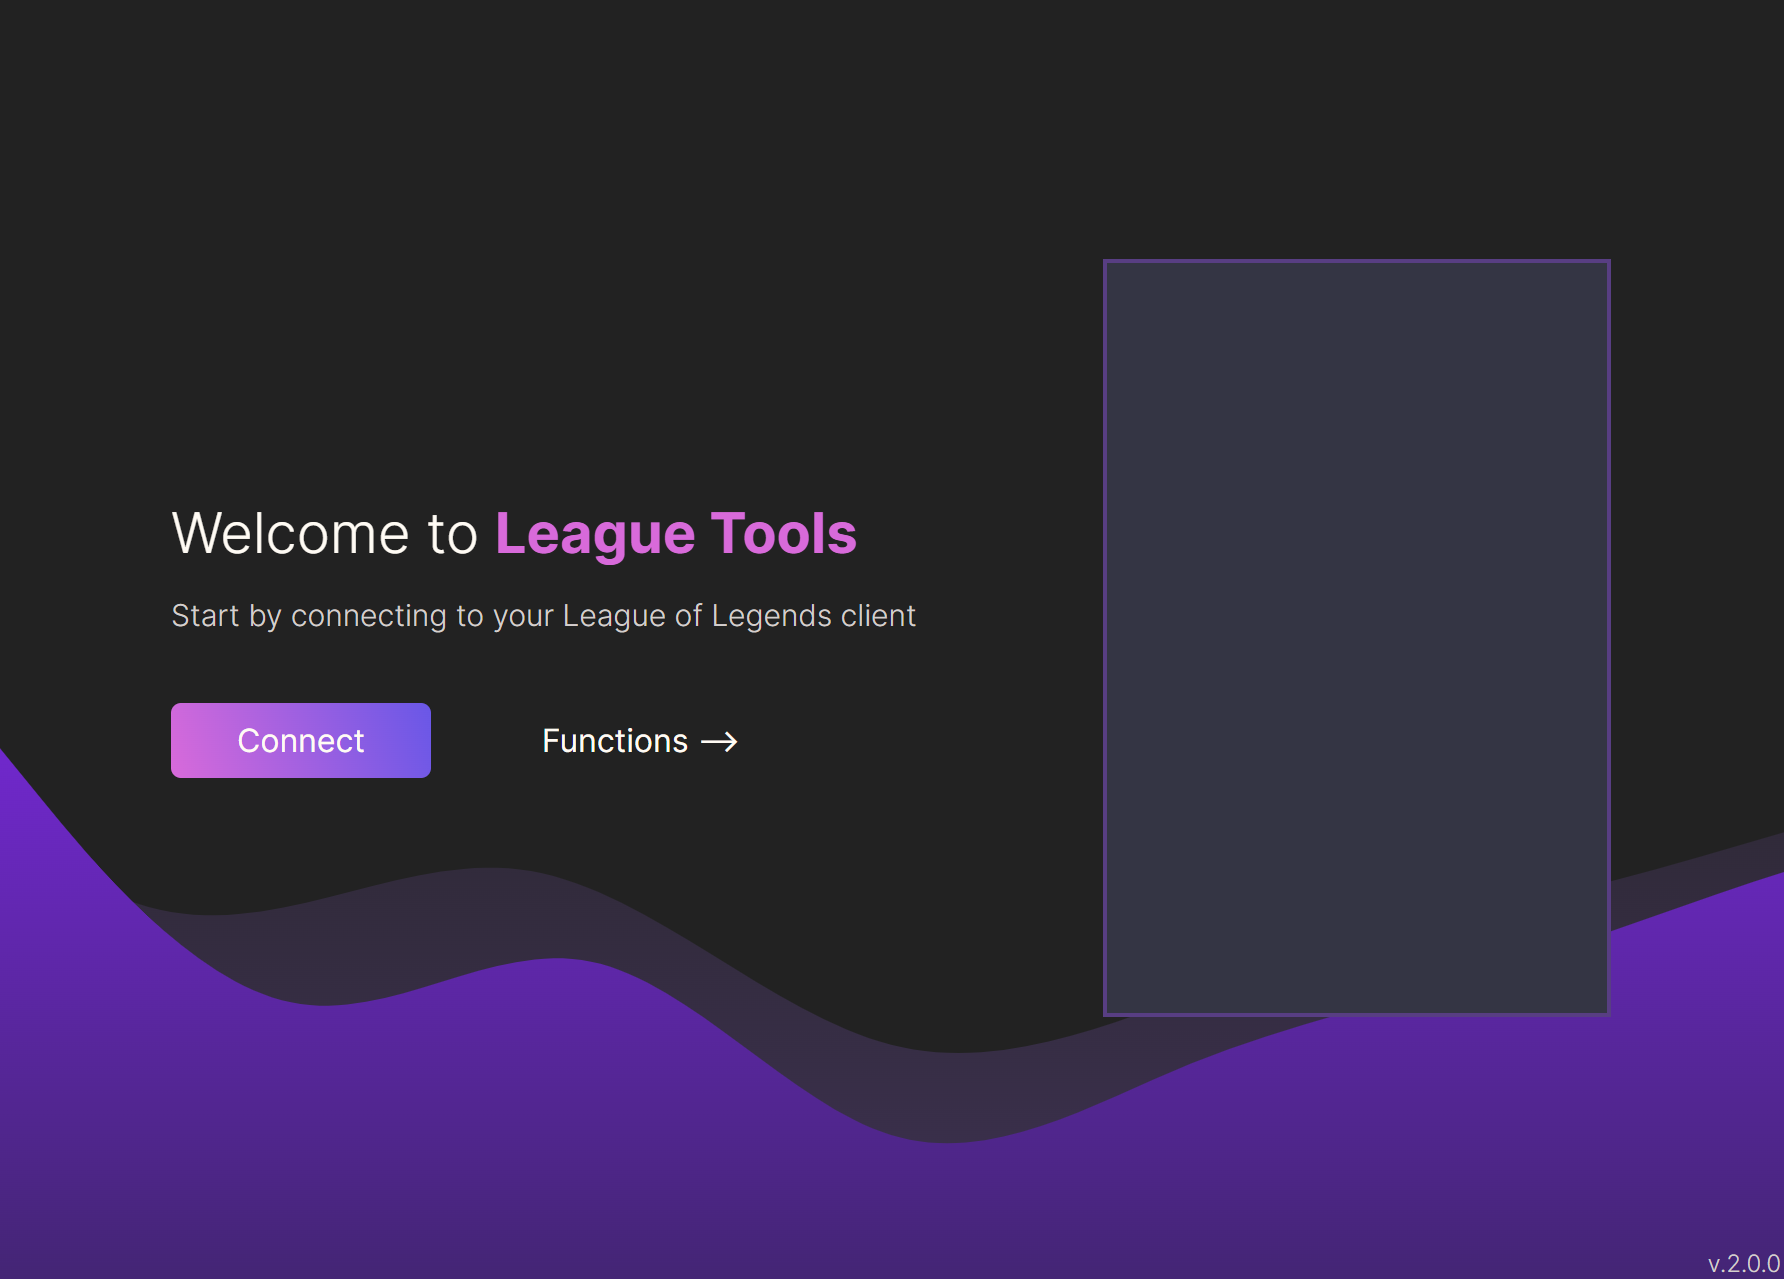 Welcome to League Tools
Start by connecting to your League of Legends client
Connect
Functions →
v.2.0.0